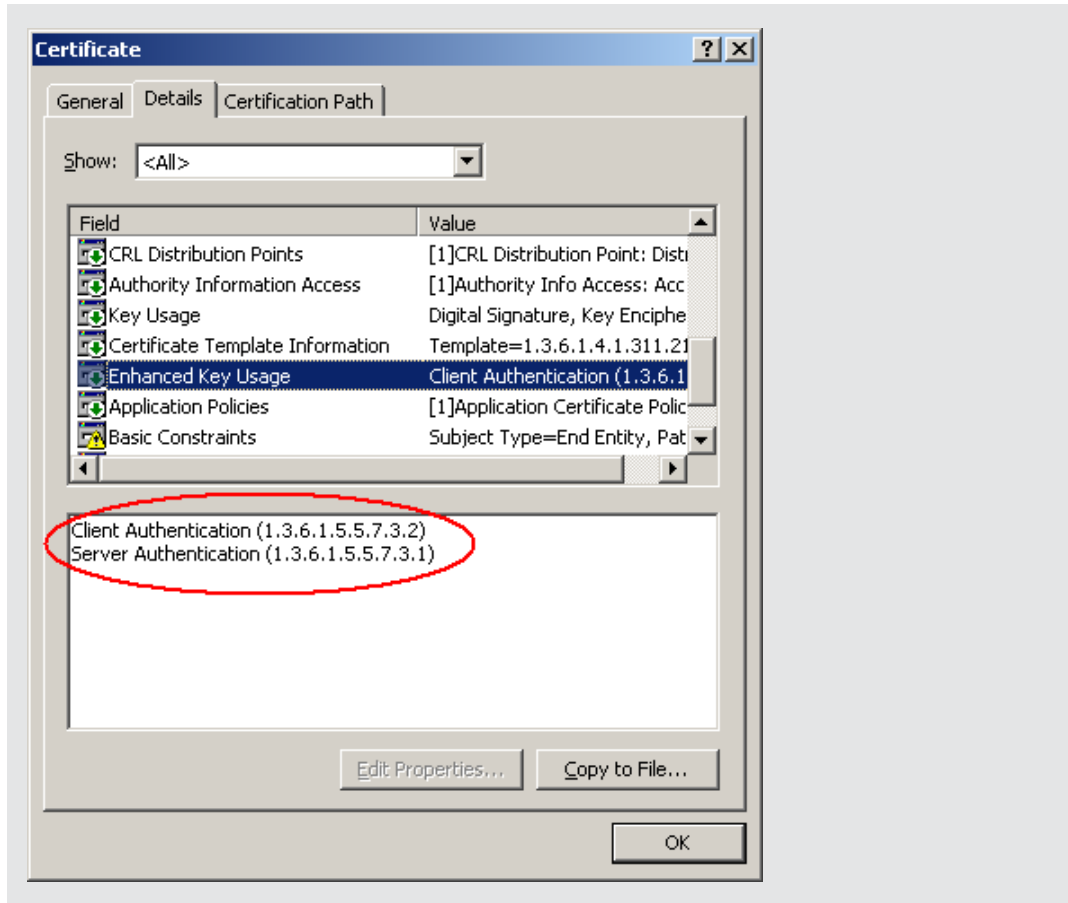 Certificate
General Details Certification Path
Show: <All>
Field Value
CRL Distribution Points [1]CRL Distribution Point: Distr
Authority Information Access [1]Authority Info Access: Acc
Key Usage Digital Signature, Key Enciphe
Certificate Template Information Template=1.3.6.1.4.1.311.21
Enhanced Key Usage Client Authentication (1.3.6.1
Application Policies [1]Application Certificate Polic
Basic Constraints Subject Type=End Entity, Pat
Client Authentication (1.3.6.1.5.5.7.3.2)
Server Authentication (1.3.6.1.5.5.7.3.1)
Edit Properties... Copy to File...
OK